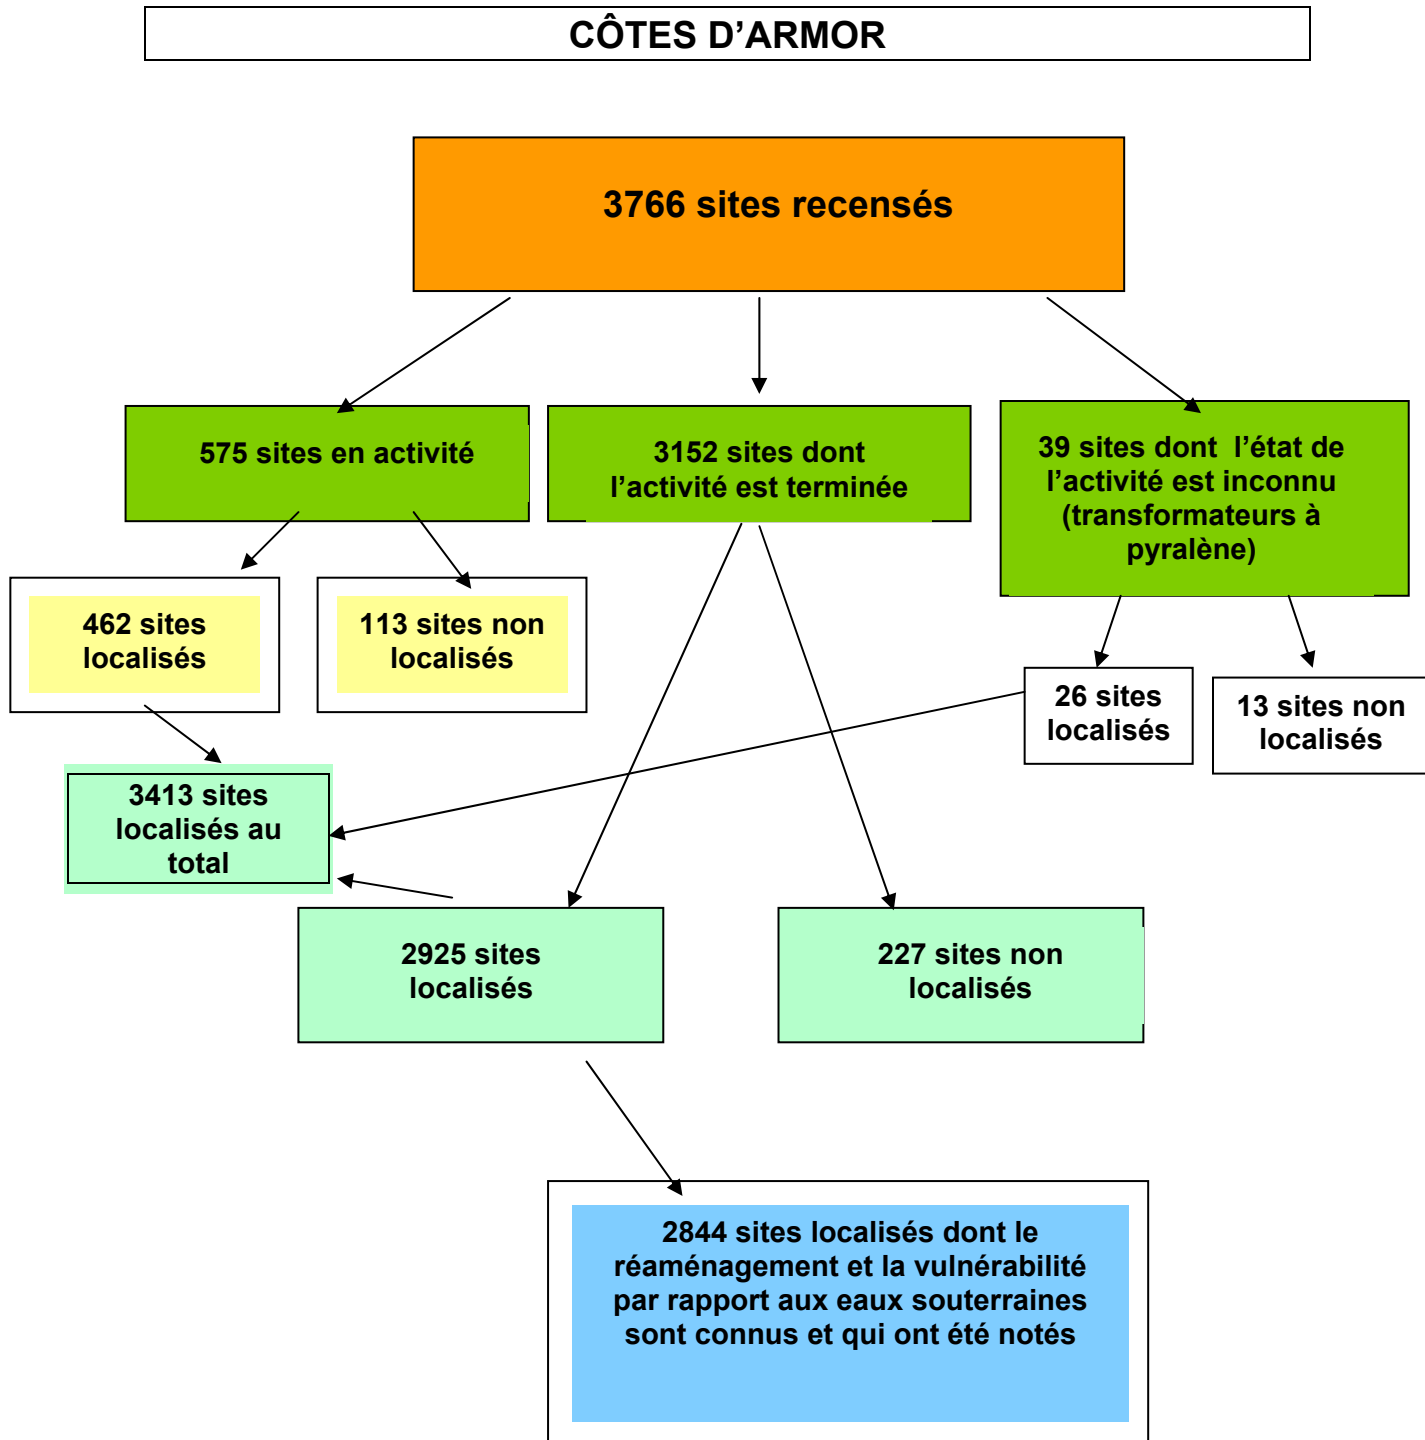 CÔTES D’ARMOR
3766 sites recensés
575 sites en activité
3152 sites dont
l’activité est terminée
39 sites dont l’état de
l’activité est inconnu
(transformateurs à
pyralène)
462 sites
localisés
113 sites non
localisés
26 sites
localisés
13 sites non
localisés
3413 sites
localisés au
total
2925 sites
localisés
227 sites non
localisés
2844 sites localisés dont le
réaménagement et la vulnérabilité
par rapport aux eaux souterraines
sont connus et qui ont été notés